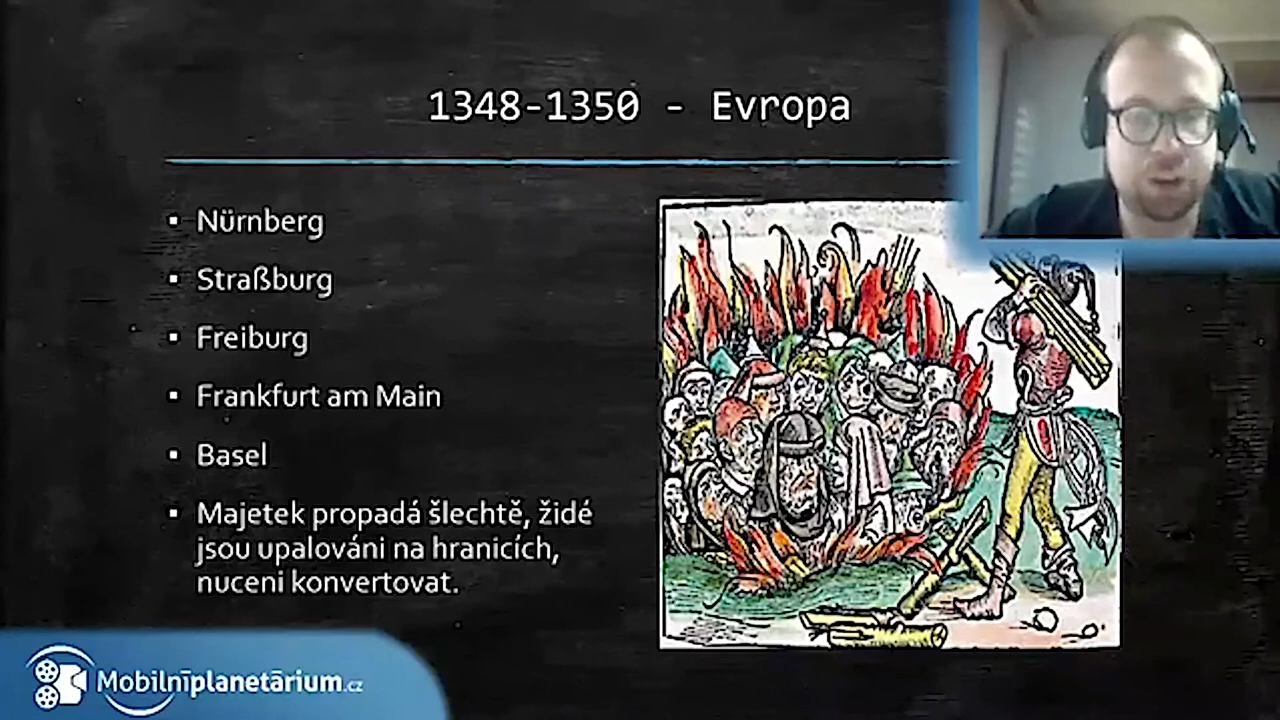 1348-1350 - Evropa
▪ Nürnberg
▪ Straßburg
▪ Freiburg
▪ Frankfurt am Main
▪ Basel
▪ Majetek propadá šlechtě, židé
jsou upalováni na hranicích,
nuceni konvertovat.
Mobilnīplanetārium.cz